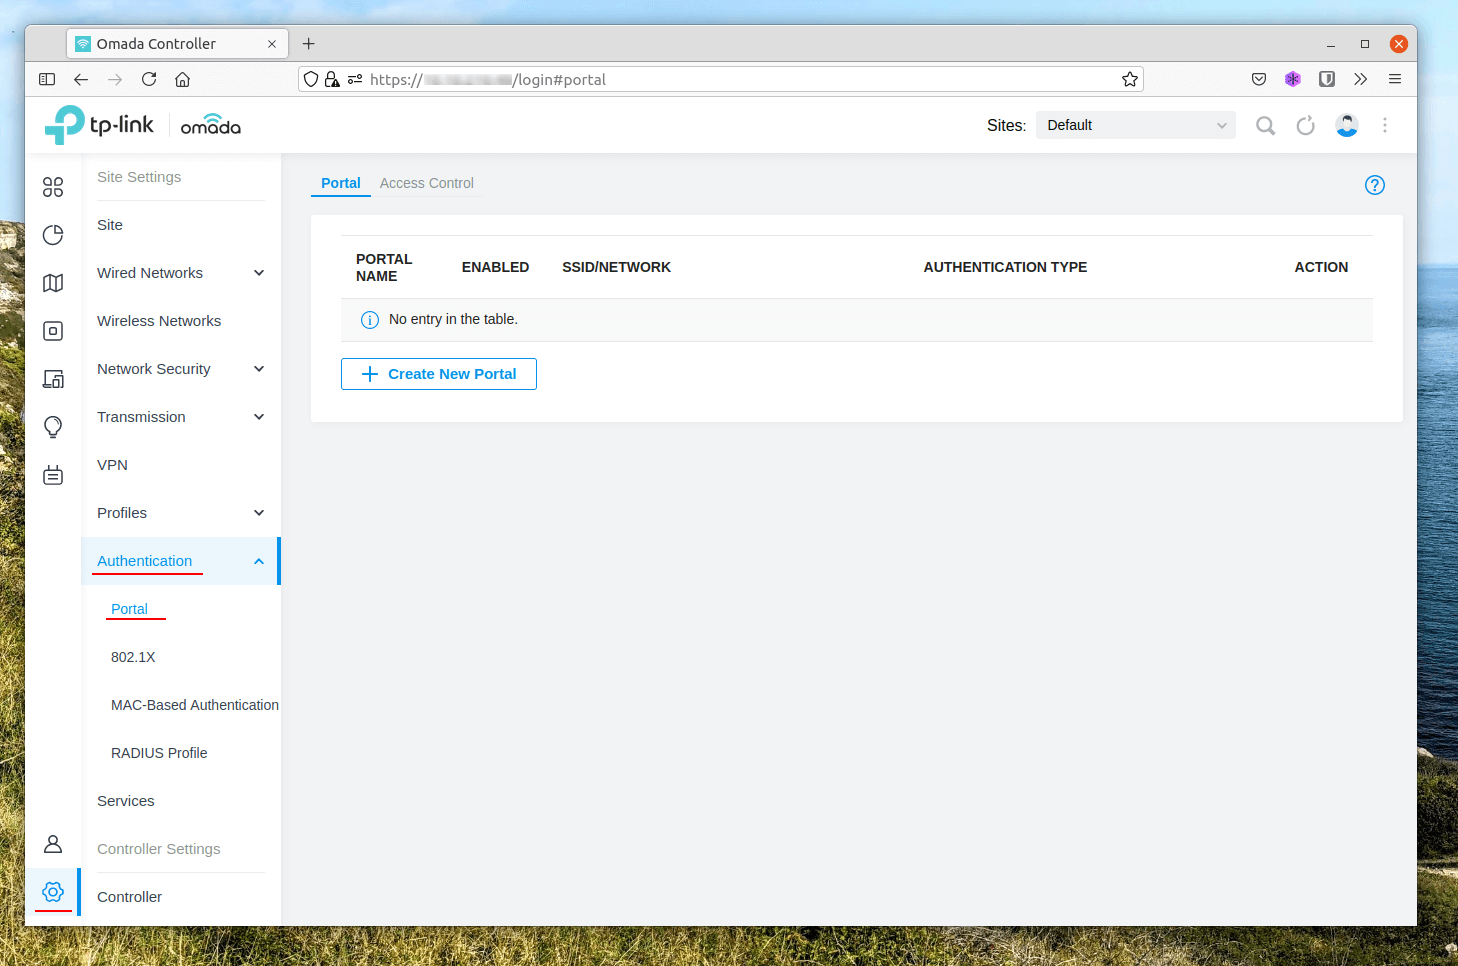 Omada Controller
https:// /login#portal
tp-link omada
Sites: Default
Site Settings
Site
Wired Networks
Wireless Networks
Network Security
Transmission
VPN
Profiles
Authentication
Portal
802.1X
MAC-Based Authentication
RADIUS Profile
Services
Controller Settings
Controller
Portal Access Control
PORTAL NAME ENABLED SSID/NETWORK AUTHENTICATION TYPE ACTION
No entry in the table.
Create New Portal